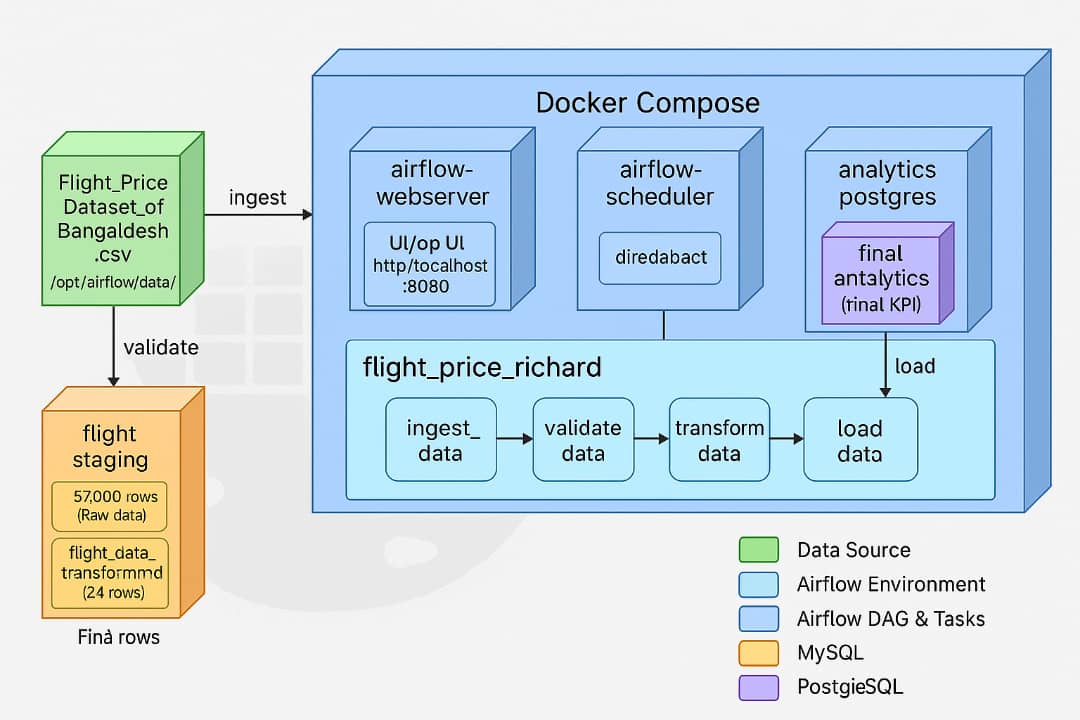 Docker Compose
Flight_Price
Dataset_of
Bangaldesh
.csv
/opt/airflow/data/
ingest
airflow-
webserver
UI/op UI
http/tocalhost
:8080
airflow-
scheduler
diredabact
analytics
postgres
final
antalytics
(rinal KPI)
validate
load
flight_price_richard
ingest_
data
validate
data
transform
data
load
data
flight
staging
57,000 rows
(Raw data)
flight_data_
transformmd
(24 rows)
Finà rows
Data Source
Airflow Environment
Airflow DAG & Tasks
MySQL
PostgieSQL